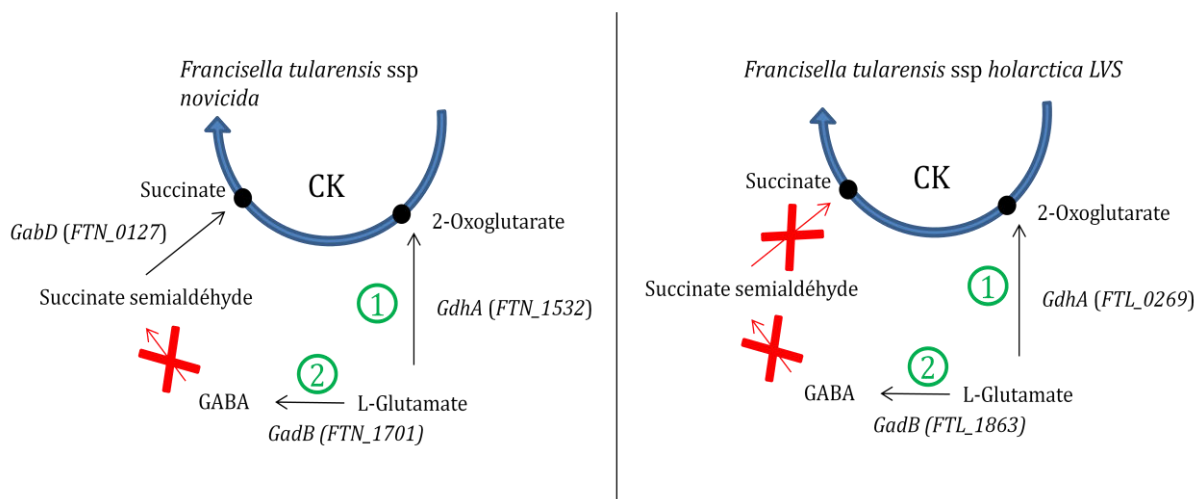 Francisella tularensis ssp
novicida
CK
Succinate
2-Oxoglutarate
GabD (FTN_0127)
1
Succinate semialdéhyde
GdhA (FTN_1532)
2
GABA
L-Glutamate
GadB (FTN_1701)
Francisella tularensis ssp holarctica LVS
CK
Succinate
2-Oxoglutarate
1
Succinate semialdéhyde
GdhA (FTL_0269)
2
GABA
L-Glutamate
GadB (FTL_1863)